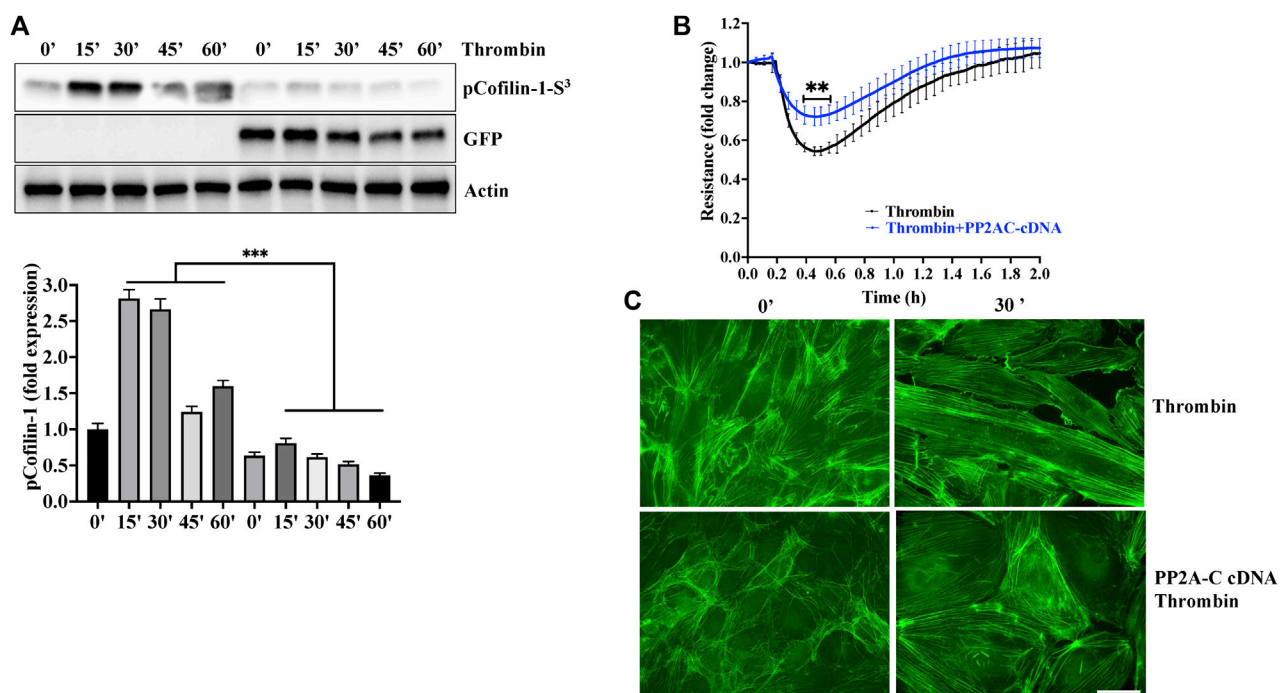 A
0' 15' 30' 45' 60' 0' 15' 30' 45' 60' Thrombin
pCofilin-1-S³
GFP
Actin
pCofilin-1 (fold expression)
3.0
2.5
2.0
1.5
1.0
0.5
0.0
***
0' 15' 30' 45' 60' 0' 15' 30' 45' 60'
B
Resistance (fold change)
1.2
1.0
0.8
0.6
0.4
0.2
**
Thrombin
Thrombin+PP2AC-cDNA
0.0 0.2 0.4 0.6 0.8 1.0 1.2 1.4 1.6 1.8 2.0
Time (h)
C
0' 30 '
Thrombin
PP2A-C cDNA
Thrombin